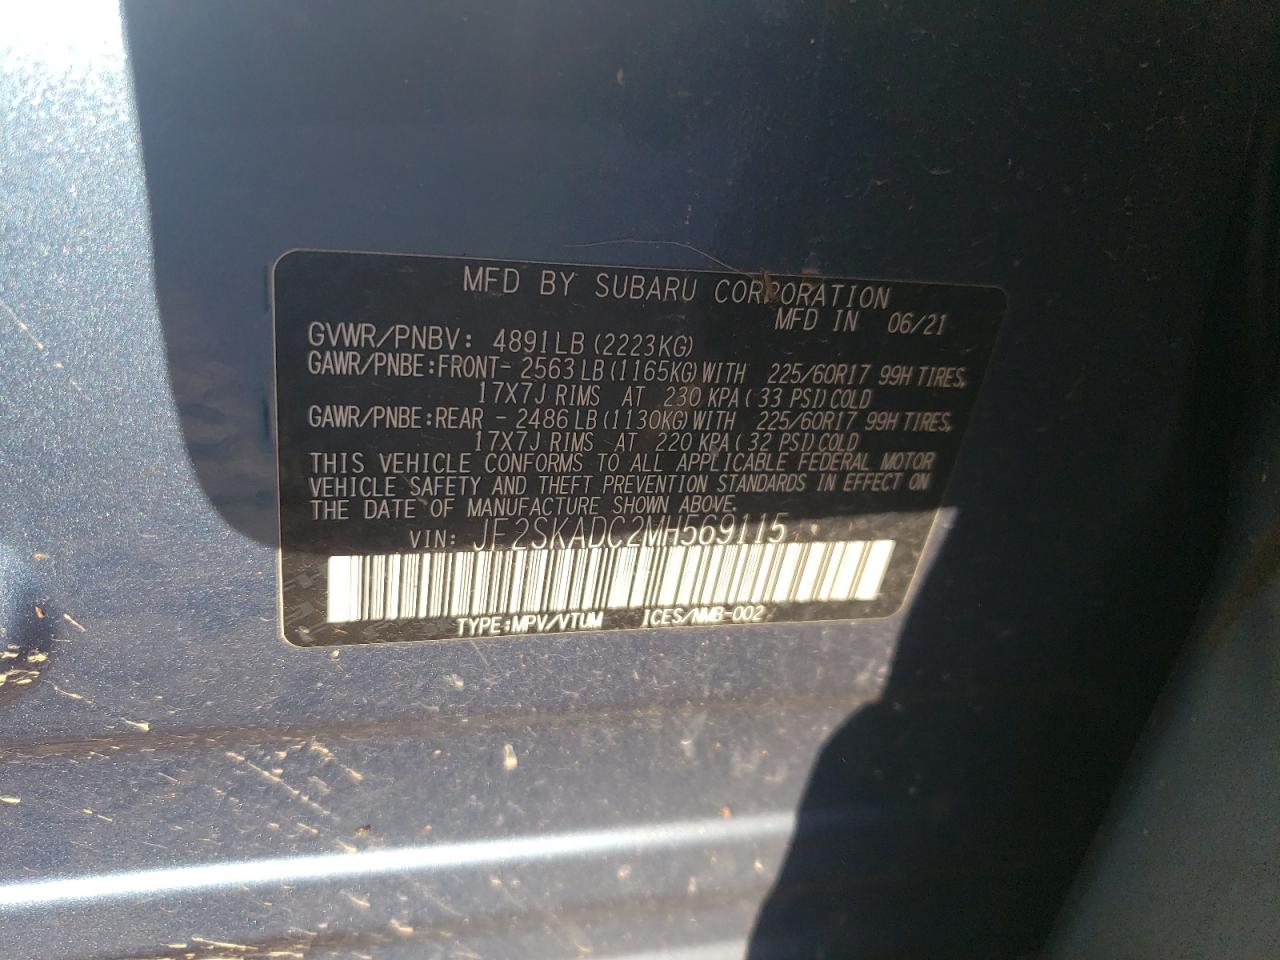 MFD BY SUBARU CORPORATION
MFD IN 06/21
GVWR/PNBV: 4891LB (2223KG)
GAWR/PNBE:FRONT- 2563LB (1165KG) WITH 225/60R17 99H TIRES,
17X7J RIMS AT 230 KPA ( 33 PSI) COLD
GAWR/PNBE:REAR - 2486LB (1130KG) WITH 225/60R17 99H TIRES,
17X7J RIMS AT 220 KPA ( 32 PSI) COLD
THIS VEHICLE CONFORMS TO ALL APPLICABLE FEDERAL MOTOR
VEHICLE SAFETY AND THEFT PREVENTION STANDARDS IN EFFECT ON
THE DATE OF MANUFACTURE SHOWN ABOVE.
VIN: JF2SKADC2MH569115
TYPE:MPV/VTUM ICES/NMB-002